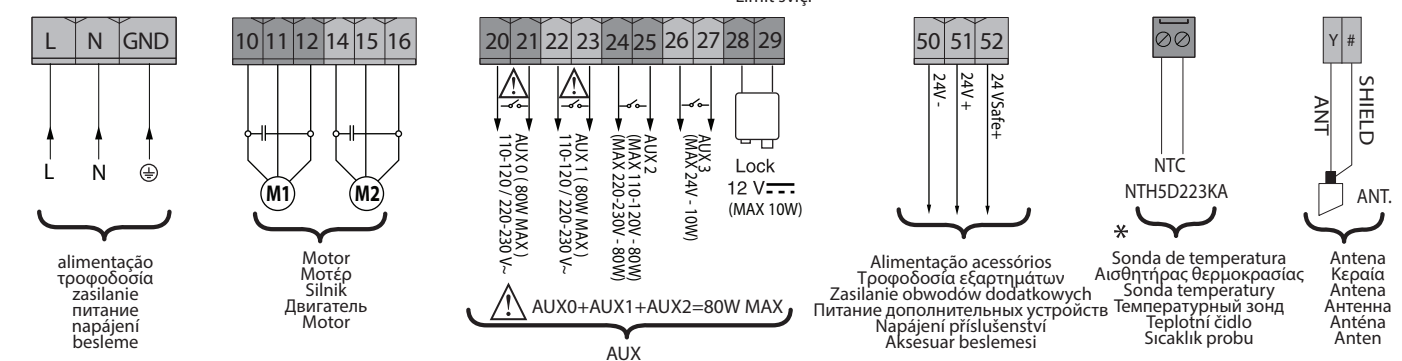 Limit sviçi
L N GND
10 11 12 14 15 16
20 21 22 23 24 25 26 27 28 29
50 51 52
Y #
L N
M1 M2
AUX 0 ( 80W MAX )
110-120 / 220-230 V~
AUX 1 ( 80W MAX )
110-120 / 220-230 V~
AUX 2
(MAX 110-120V - 80W)
(MAX 220-230V - 80W)
AUX 3
(MAX 24V - 10W)
Lock
12 V
(MAX 10W)
24V -
24V +
24 VSafe+
NTC
NTH5D223KA
ANT
SHIELD
ANT.
alimentação
τροφοδοσία
zasilanie
питание
napájení
besleme
Motor
Μοτέρ
Silnik
Двигатель
Motor
AUX0+AUX1+AUX2=80W MAX
AUX
Alimentação acessórios
Τροφοδοσία εξαρτημάτων
Zasilanie obwodów dodatkowych
Питание дополнительных устройств
Napájení příslušenství
Aksesuar beslemesi
*
Sonda de temperatura
Αισθητήρας θερμοκρασίας
Sonda temperatury
Температурный зонд
Teplotní čidlo
Sıcaklık probu
Antena
Κεραία
Antena
Антенна
Anténa
Anten